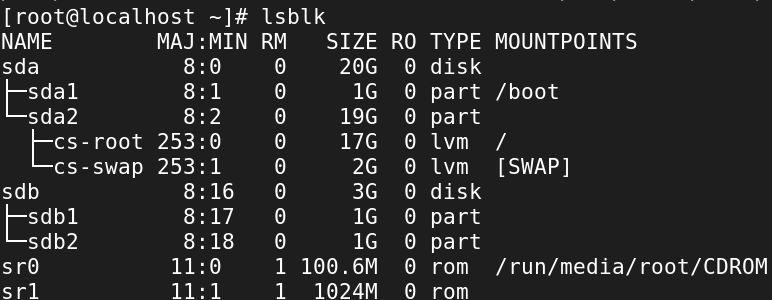 [root@localhost ~]# lsblk
NAME        MAJ:MIN RM   SIZE RO TYPE MOUNTPOINTS
sda           8:0    0    20G  0 disk
├─sda1        8:1    0     1G  0 part /boot
└─sda2        8:2    0    19G  0 part
  ├─cs-root 253:0    0    17G  0 lvm  /
  └─cs-swap 253:1    0     2G  0 lvm  [SWAP]
sdb           8:16   0     3G  0 disk
├─sdb1        8:17   0     1G  0 part
└─sdb2        8:18   0     1G  0 part
sr0          11:0    1 100.6M  0 rom  /run/media/root/CDROM
sr1          11:1    1  1024M  0 rom